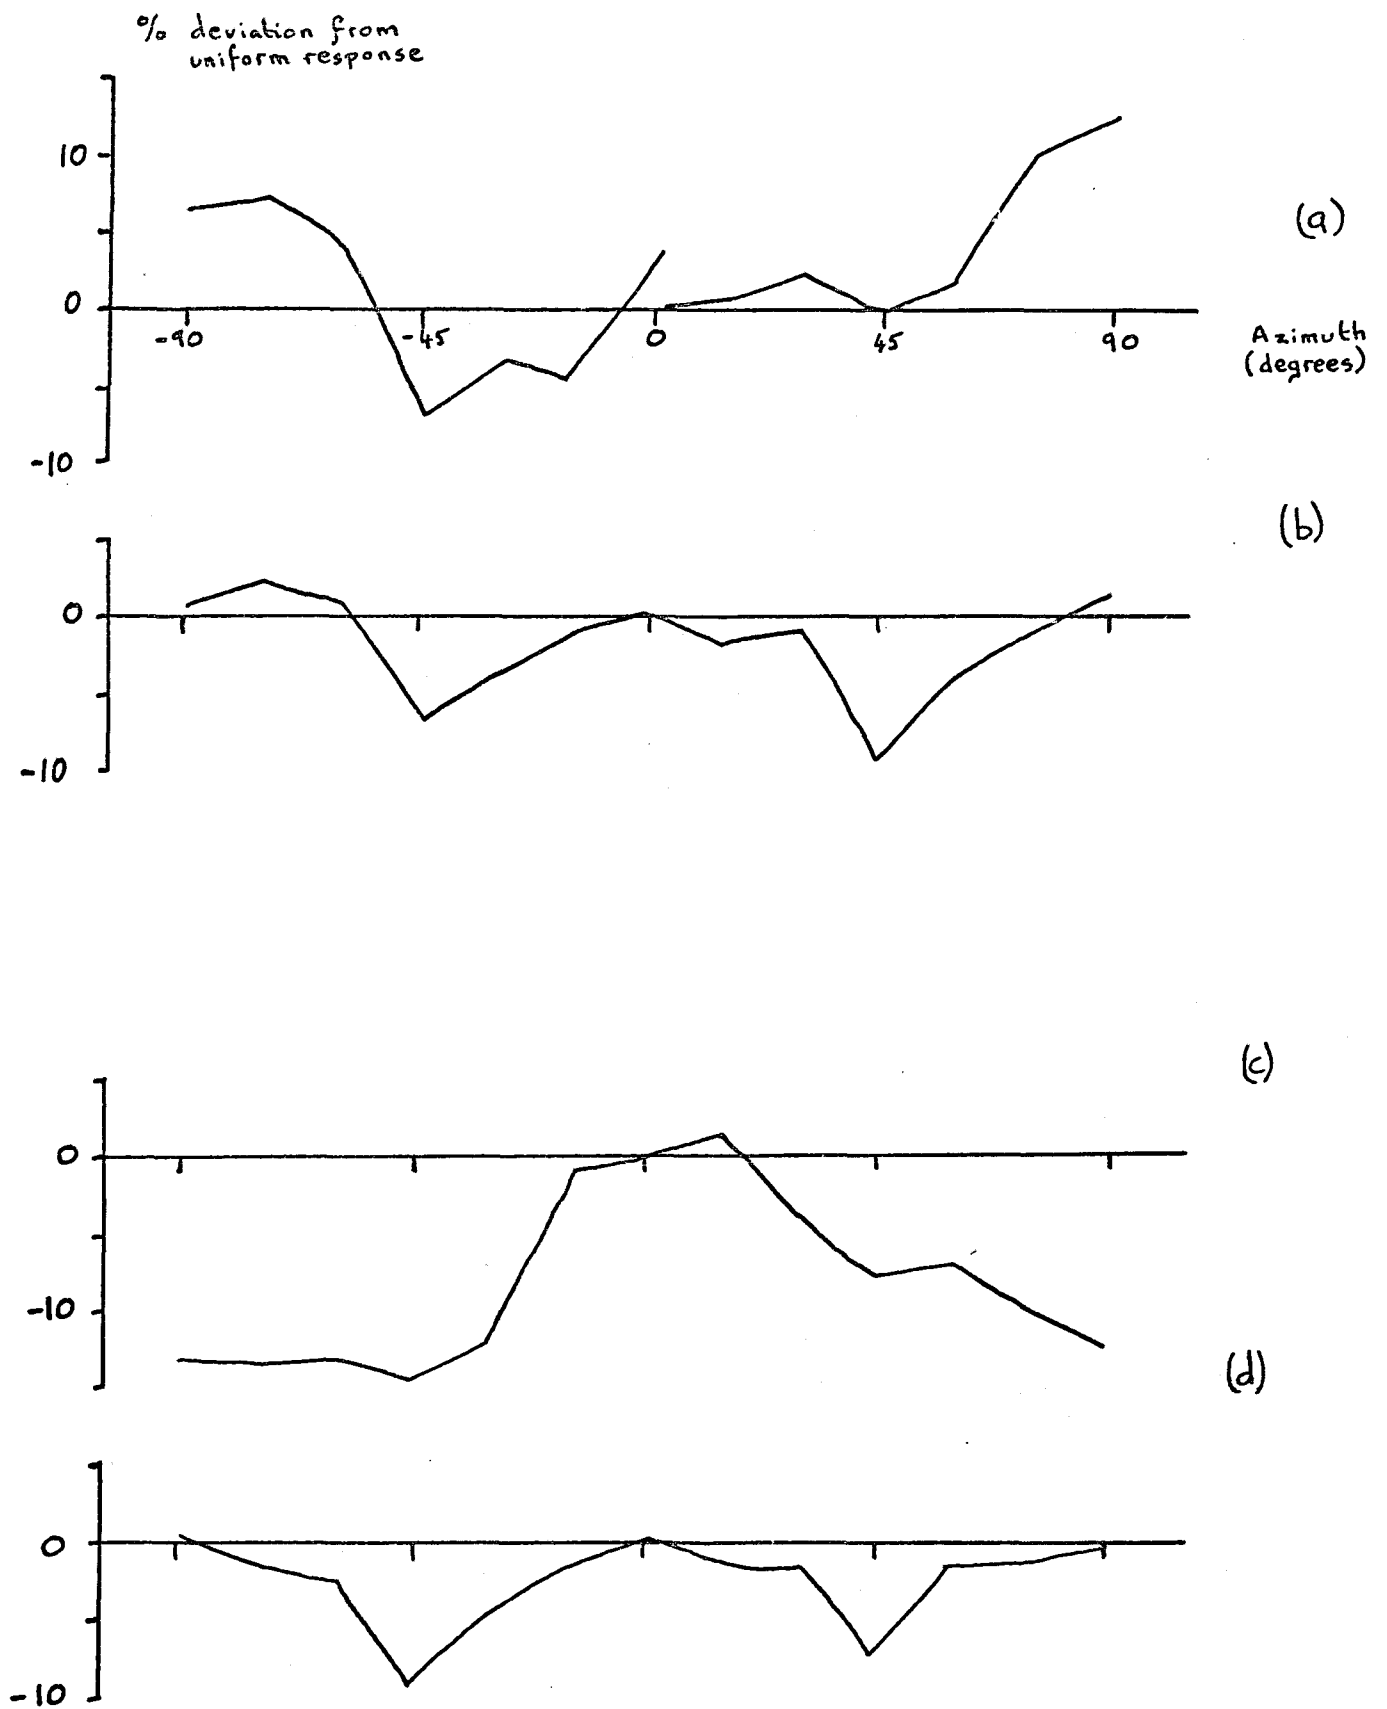 % deviation from
uniform response
10
(a)
0
-90 -45 0 45 90 Azimuth
(degrees)
-10
(b)
0
-10
(c)
0
-10
(d)
0
-10